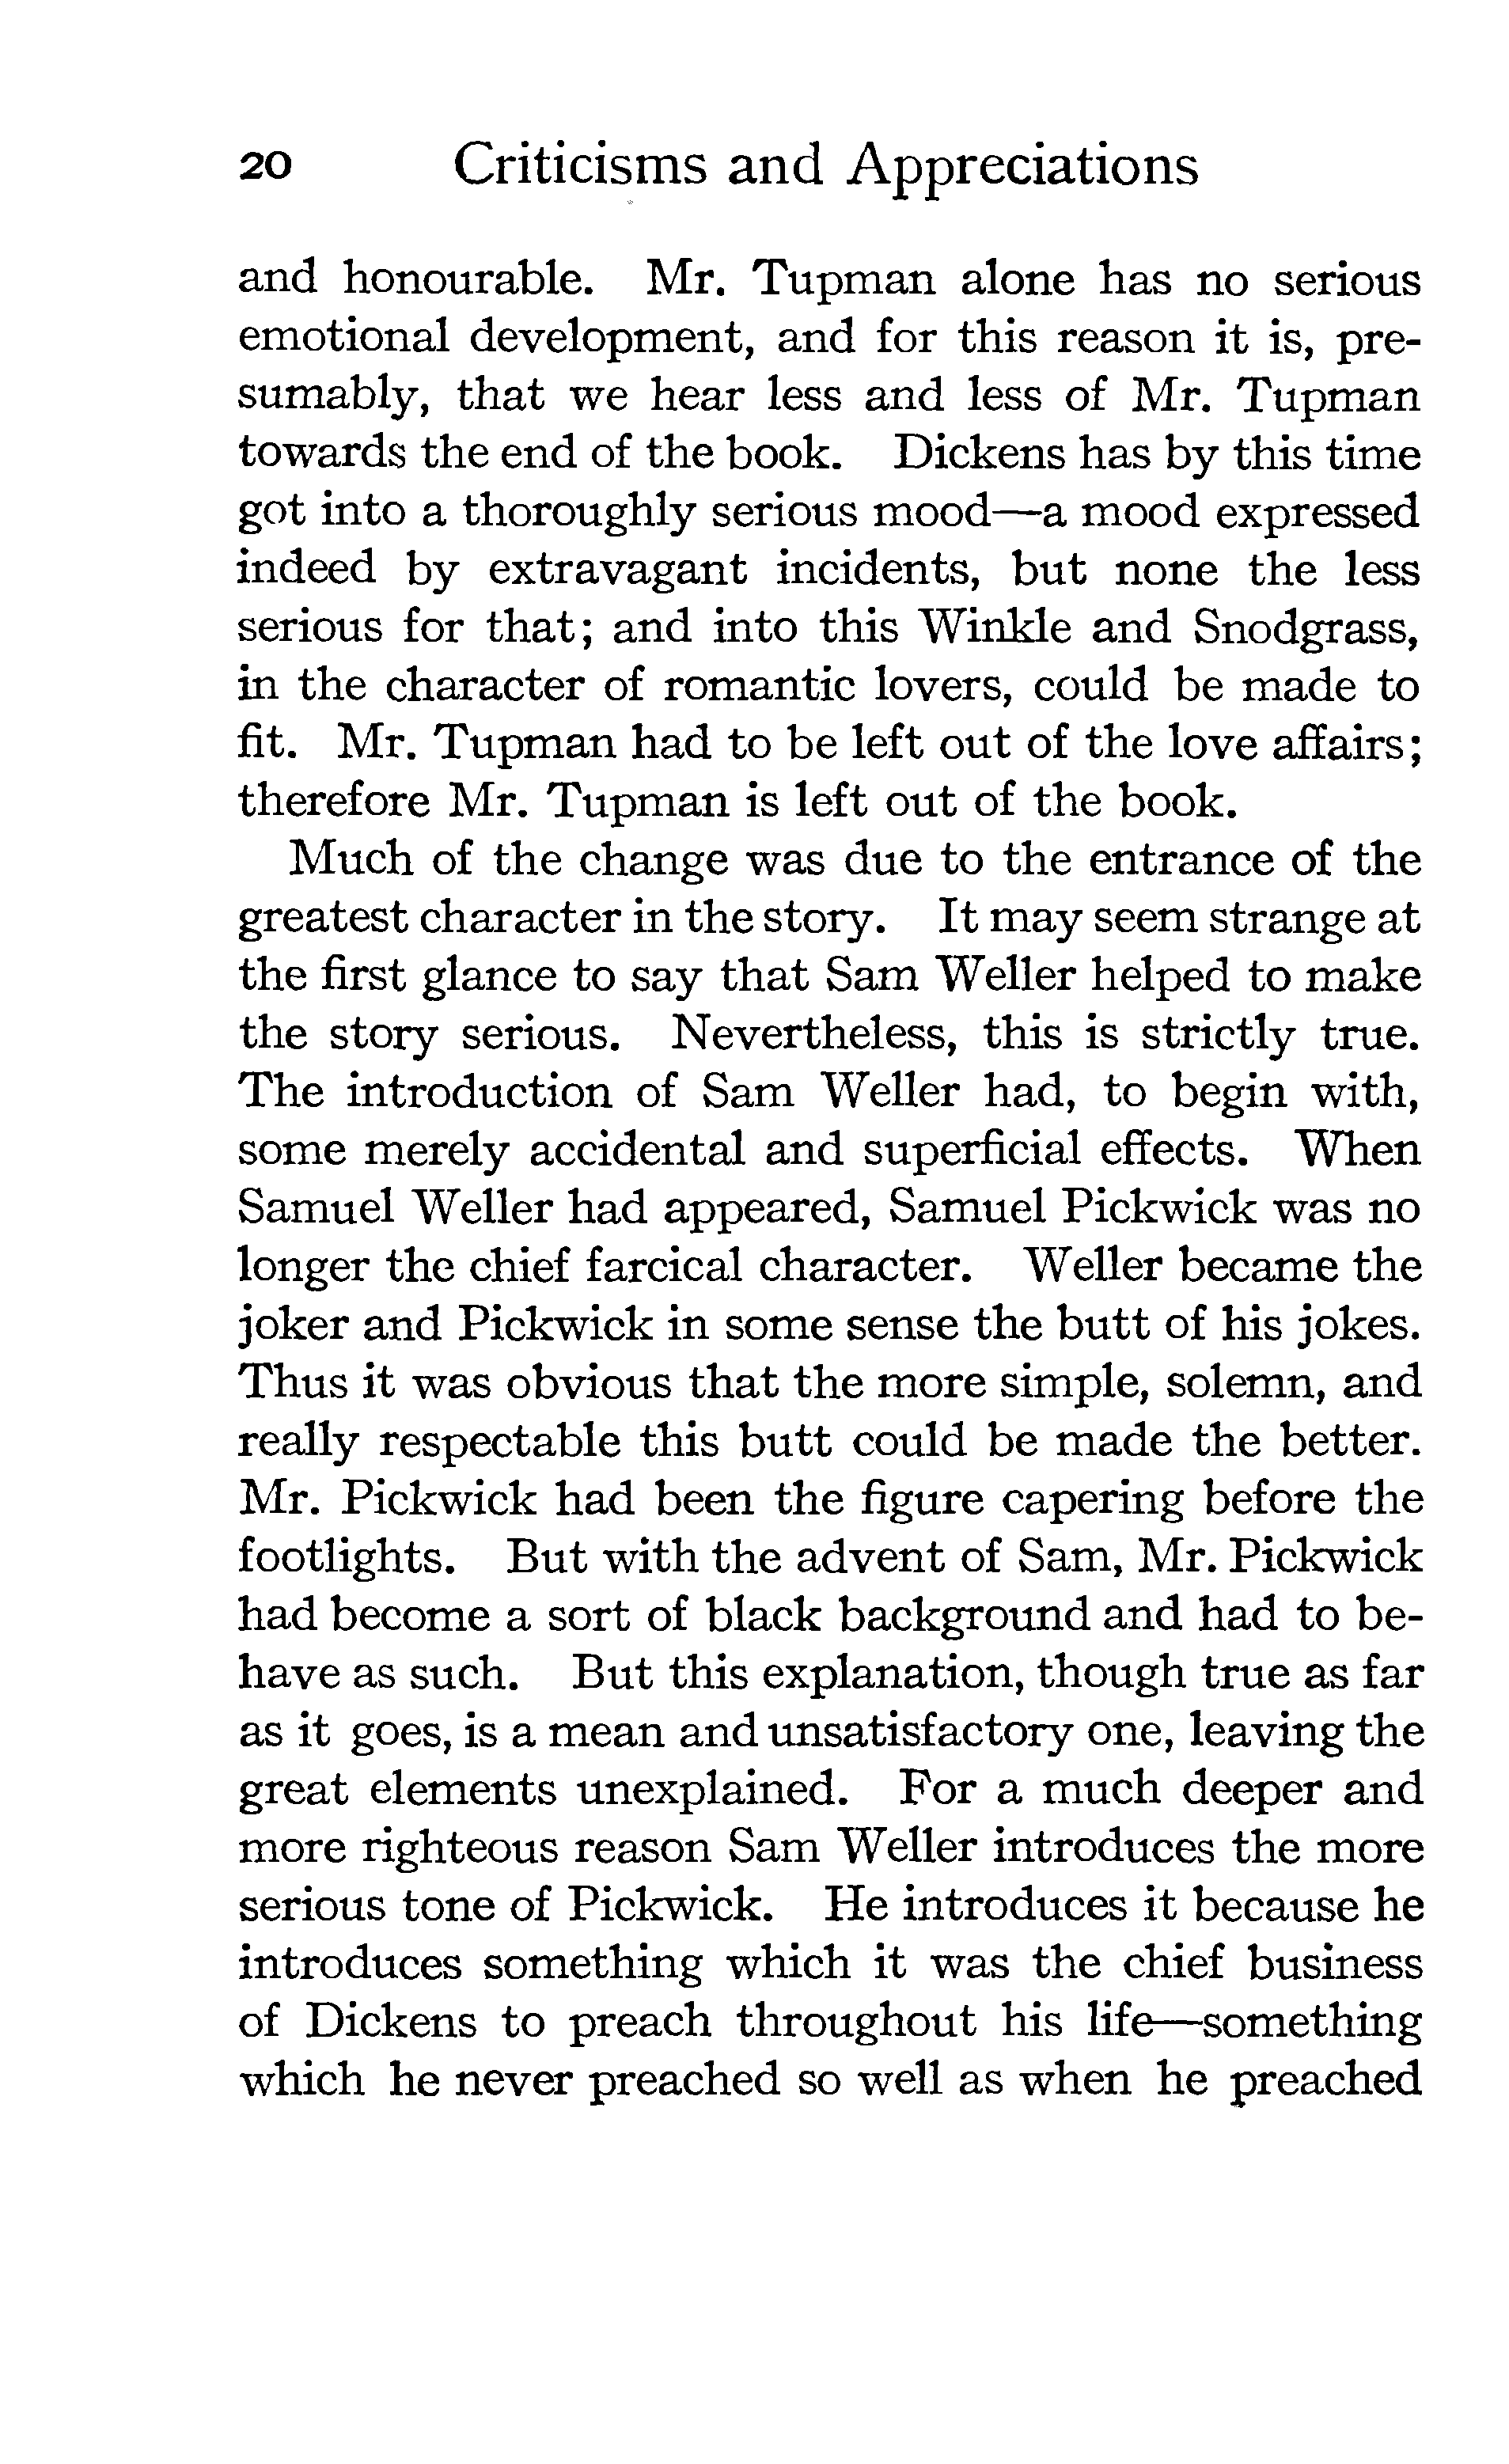 20 Criticisms and Appreciations
and honourable. Mr. Tupman alone has no serious
emotional development, and for this reason it is, pre-
sumably, that we hear less and less of Mr. Tupman
towards the end of the book. Dickens has by this time
got into a thoroughly serious mood—a mood expressed
indeed by extravagant incidents, but none the less
serious for that; and into this Winkle and Snodgrass,
in the character of romantic lovers, could be made to
fit. Mr. Tupman had to be left out of the love affairs;
therefore Mr. Tupman is left out of the book.
Much of the change was due to the entrance of the
greatest character in the story. It may seem strange at
the first glance to say that Sam Weller helped to make
the story serious. Nevertheless, this is strictly true.
The introduction of Sam Weller had, to begin with,
some merely accidental and superficial effects. When
Samuel Weller had appeared, Samuel Pickwick was no
longer the chief farcical character. Weller became the
joker and Pickwick in some sense the butt of his jokes.
Thus it was obvious that the more simple, solemn, and
really respectable this butt could be made the better.
Mr. Pickwick had been the figure capering before the
footlights. But with the advent of Sam, Mr. Pickwick
had become a sort of black background and had to be-
have as such. But this explanation, though true as far
as it goes, is a mean and unsatisfactory one, leaving the
great elements unexplained. For a much deeper and
more righteous reason Sam Weller introduces the more
serious tone of Pickwick. He introduces it because he
introduces something which it was the chief business
of Dickens to preach throughout his life—something
which he never preached so well as when he preached